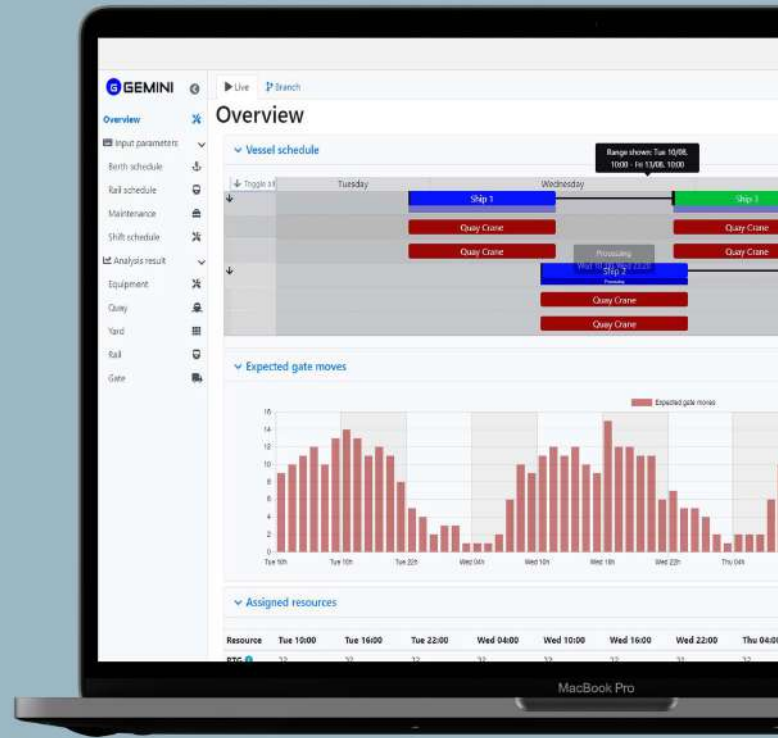 GEMINI
Live Branch
Overview
Overview
Input parameters
Berth schedule
Rail schedule
Maintenance
Shift schedule
Analysis result
Equipment
Quay
Yard
Rail
Gate
Vessel schedule
Range shown: Tue 10/08,
10:00 - Fri 13/08, 10:00
Tuesday Wednesday
Ship 1 Ship 3
Quay Crane Quay Crane
Quay Crane Quay Crane
Processing
Ship 2
Processing
Quay Crane
Quay Crane
Expected gate moves
Expected gate moves
16
14
12
10
8
6
4
2
0
Tue 10h Tue 22h Wed 04h Wed 10h Wed 22h Thu 04h
Assigned resources
Resource Tue 10:00 Tue 16:00 Tue 22:00 Wed 04:00 Wed 10:00 Wed 16:00 Wed 22:00 Thu 04:00
RTG
MacBook Pro